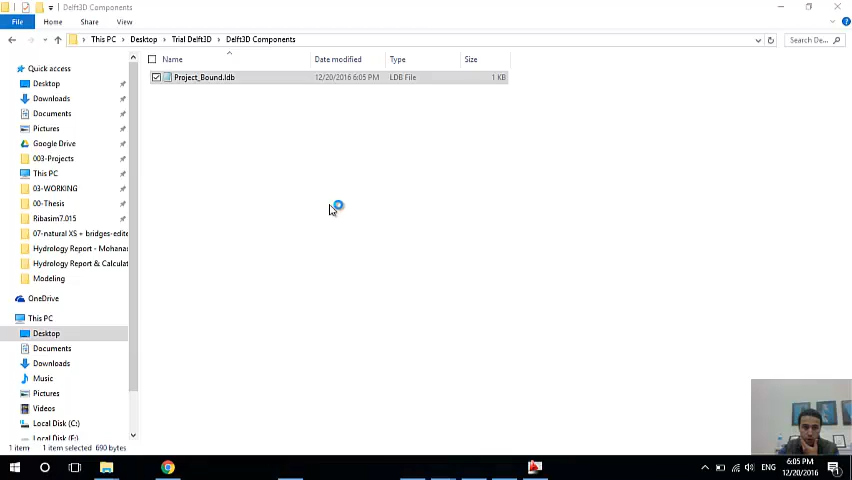 Delft3D Components
File Home Share View
This PC Desktop Trial Delft3D Delft3D Components Search De...
Name Date modified Type Size
Project_Bound.ldb 12/20/2016 6:05 PM LDB File 1 KB
Quick access
Desktop
Downloads
Documents
Pictures
Google Drive
003-Projects
This PC
03-WORKING
00-Thesis
Ribasim7.015
07-natural XS + bridges-edite
Hydrology Report - Mohana
Hydrology Report & Calculat
Modeling
OneDrive
This PC
Desktop
Documents
Downloads
Music
Pictures
Videos
Local Disk (C:)
Local Disk (E:)
1 item 1 item selected 690 bytes
ENG
6:05 PM
12/20/2016